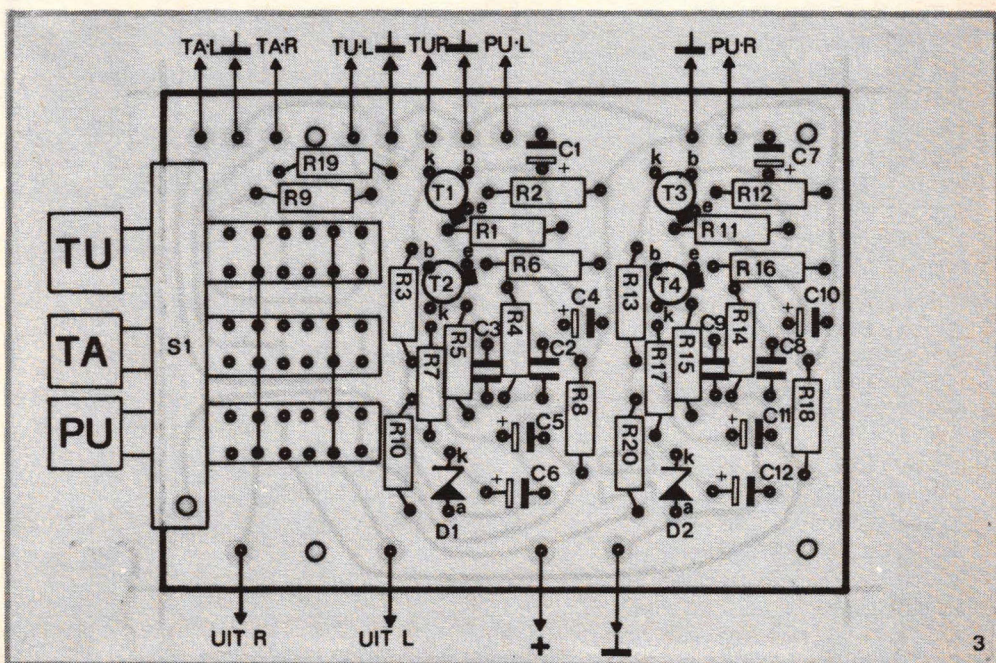 TA·L TA·R TU·L TUR PU·L PU·R
C1 C7
k b k b
R19 + +
T1 R2 T3 R12
R9 e e
R1 R11
TU
b e R6 b e R16
R3 T2 T4
C4 R13 C10
k + k +
TA S1 R7 R5 C3 R4 C2 R17 R15 C9 R14 C8
R8 R18
PU
R10 + C5 R20 + C11
k C6 k C12
+ +
a a
D1 D2
UIT R UIT L + 3